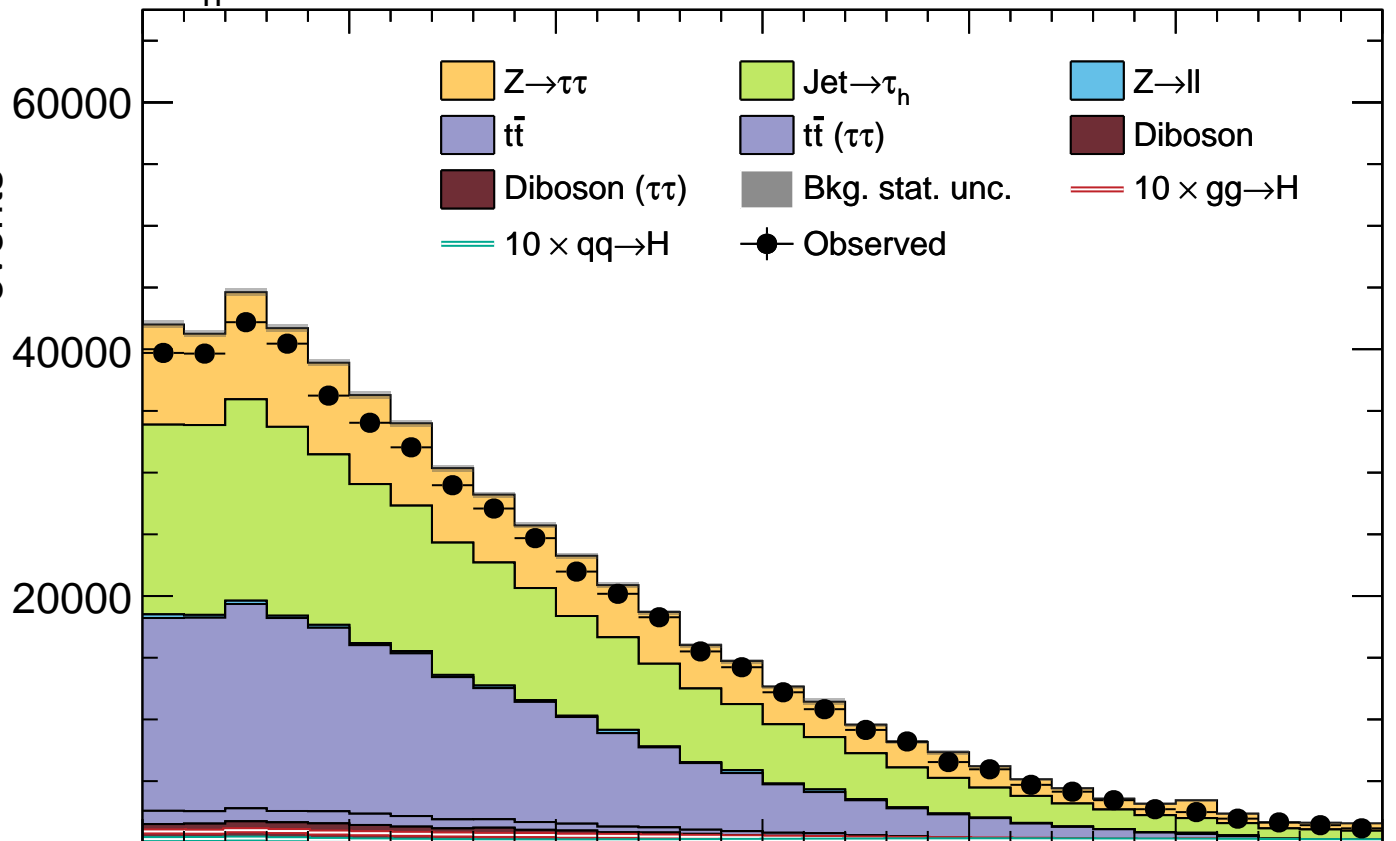 60000
40000
20000
Z→ττ Jet→τh Z→ll
tt̄ tt̄ (ττ) Diboson
Diboson (ττ) Bkg. stat. unc. 10 × gg→H
10 × qq→H Observed